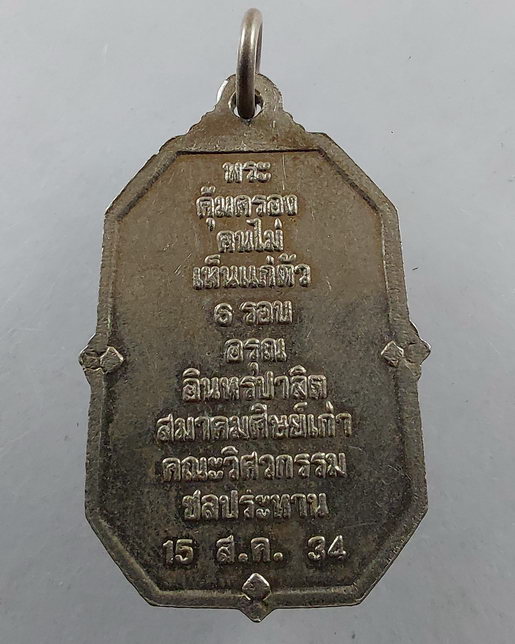 พระ
คุ้มครอง
คนไม่
เห็นแก่ตัว
6 รอบ
อรุณ
อินทรปาลิต
สมาคมศิษย์เก่า
คณะวิศวกรรม
ชลประทาน
15 ส.ค. 34